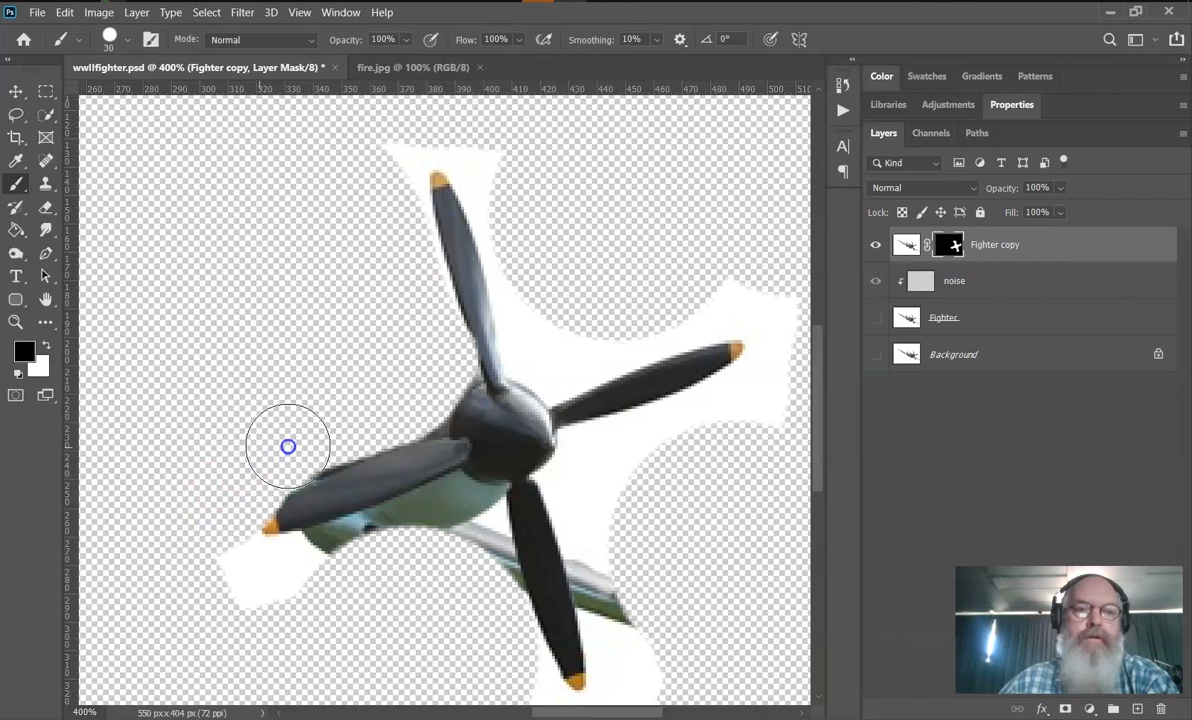 Ps File Edit Image Layer Type Select Filter 3D View Window Help
30 Mode: Normal Opacity: 100% Flow: 100% Smoothing: 10% 0°
wwIIfighter.psd @ 400% (Fighter copy, Layer Mask/8) * × fire.jpg @ 100% (RGB/8) ×
260 270 280 290 300 310 320 330 340 350 360 370 380 390 400 410 420 430 440 450 460 470 480 490 500 510
Color Swatches Gradients Patterns
Libraries Adjustments Properties
Layers Channels Paths
Kind
Normal Opacity: 100%
Lock: Fill: 100%
Fighter copy
noise
Fighter
Background
400% 550 px x 404 px (72 ppi)